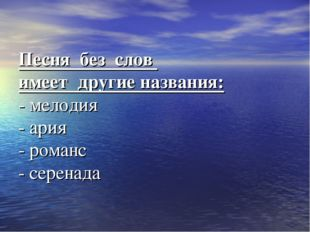 Песня без слов
имеет другие названия:
- мелодия
- ария
- романс
- серенада